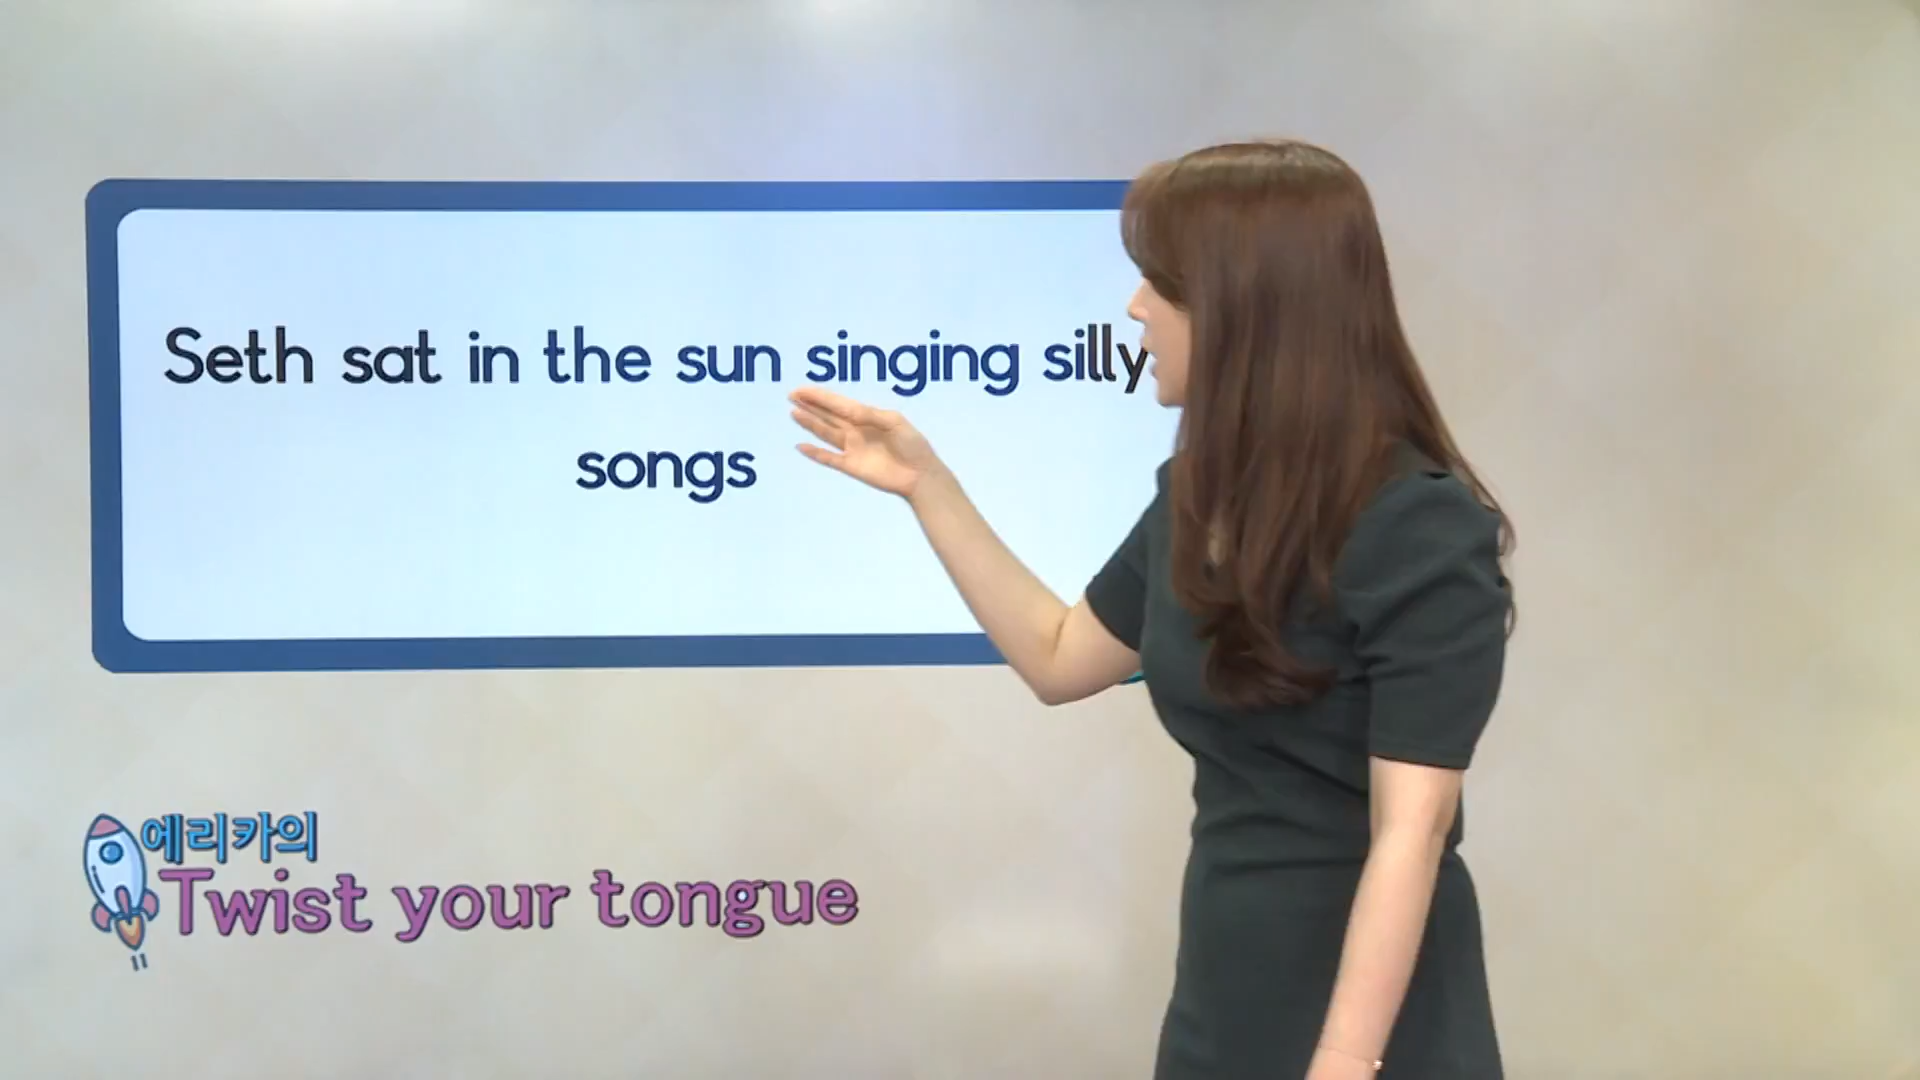 Seth sat in the sun singing silly
songs
에리카의
Twist your tongue